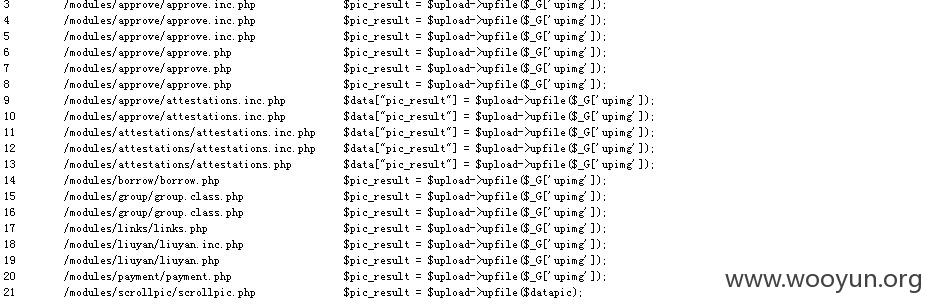 3 /modules/approve/approve.inc.php $pic_result = $upload->upfile($_G['upimg']);
4 /modules/approve/approve.inc.php $pic_result = $upload->upfile($_G['upimg']);
5 /modules/approve/approve.inc.php $pic_result = $upload->upfile($_G['upimg']);
6 /modules/approve/approve.php $pic_result = $upload->upfile($_G['upimg']);
7 /modules/approve/approve.php $pic_result = $upload->upfile($_G['upimg']);
8 /modules/approve/approve.php $pic_result = $upload->upfile($_G['upimg']);
9 /modules/approve/attestations.inc.php $data["pic_result"] = $upload->upfile($_G['upimg']);
10 /modules/approve/attestations.inc.php $data["pic_result"] = $upload->upfile($_G['upimg']);
11 /modules/attestations/attestations.inc.php $data["pic_result"] = $upload->upfile($_G['upimg']);
12 /modules/attestations/attestations.inc.php $data["pic_result"] = $upload->upfile($_G['upimg']);
13 /modules/attestations/attestations.php $data["pic_result"] = $upload->upfile($_G['upimg']);
14 /modules/borrow/borrow.php $pic_result = $upload->upfile($_G['upimg']);
15 /modules/group/group.class.php $pic_result = $upload->upfile($_G['upimg']);
16 /modules/group/group.class.php $pic_result = $upload->upfile($_G['upimg']);
17 /modules/links/links.php $pic_result = $upload->upfile($_G['upimg']);
18 /modules/liuyan/liuyan.inc.php $pic_result = $upload->upfile($_G['upimg']);
19 /modules/liuyan/liuyan.php $pic_result = $upload->upfile($_G['upimg']);
20 /modules/payment/payment.php $pic_result = $upload->upfile($_G['upimg']);
21 /modules/scrollpic/scrollpic.php $pic_result = $upload->upfile($datapic);
www.wooyun.org